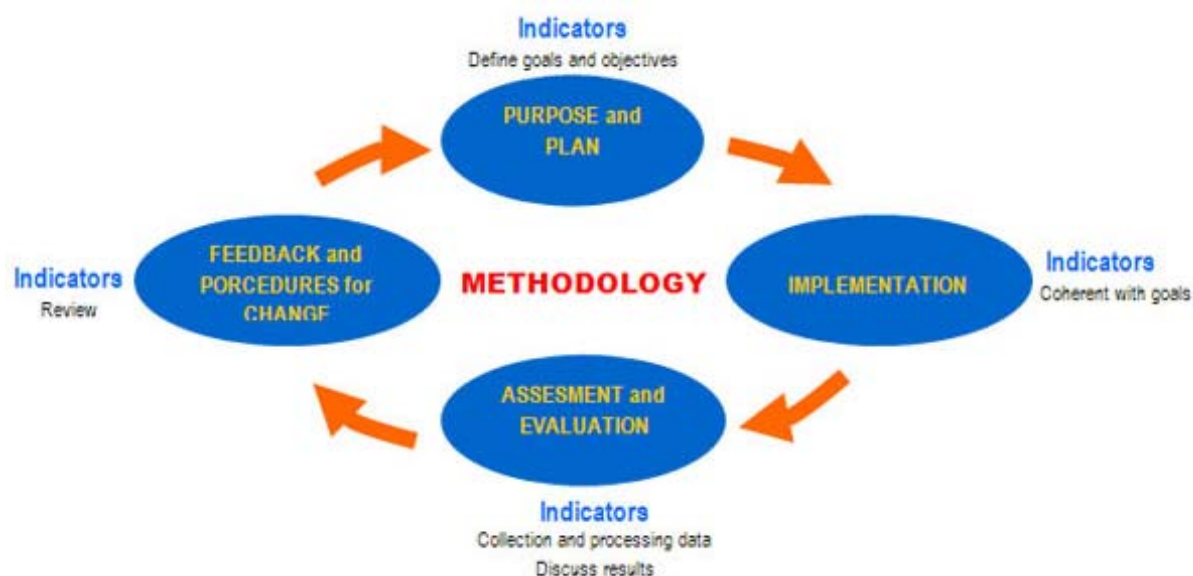 Indicators
Define goals and objectives
PURPOSE and
PLAN
FEEDBACK and
PORCEDURES for
CHANGE
Indicators
Review
METHODOLOGY
IMPLEMENTATION
Indicators
Coherent with goals
ASSESMENT and
EVALUATION
Indicators
Collection and processing data
Discuss results